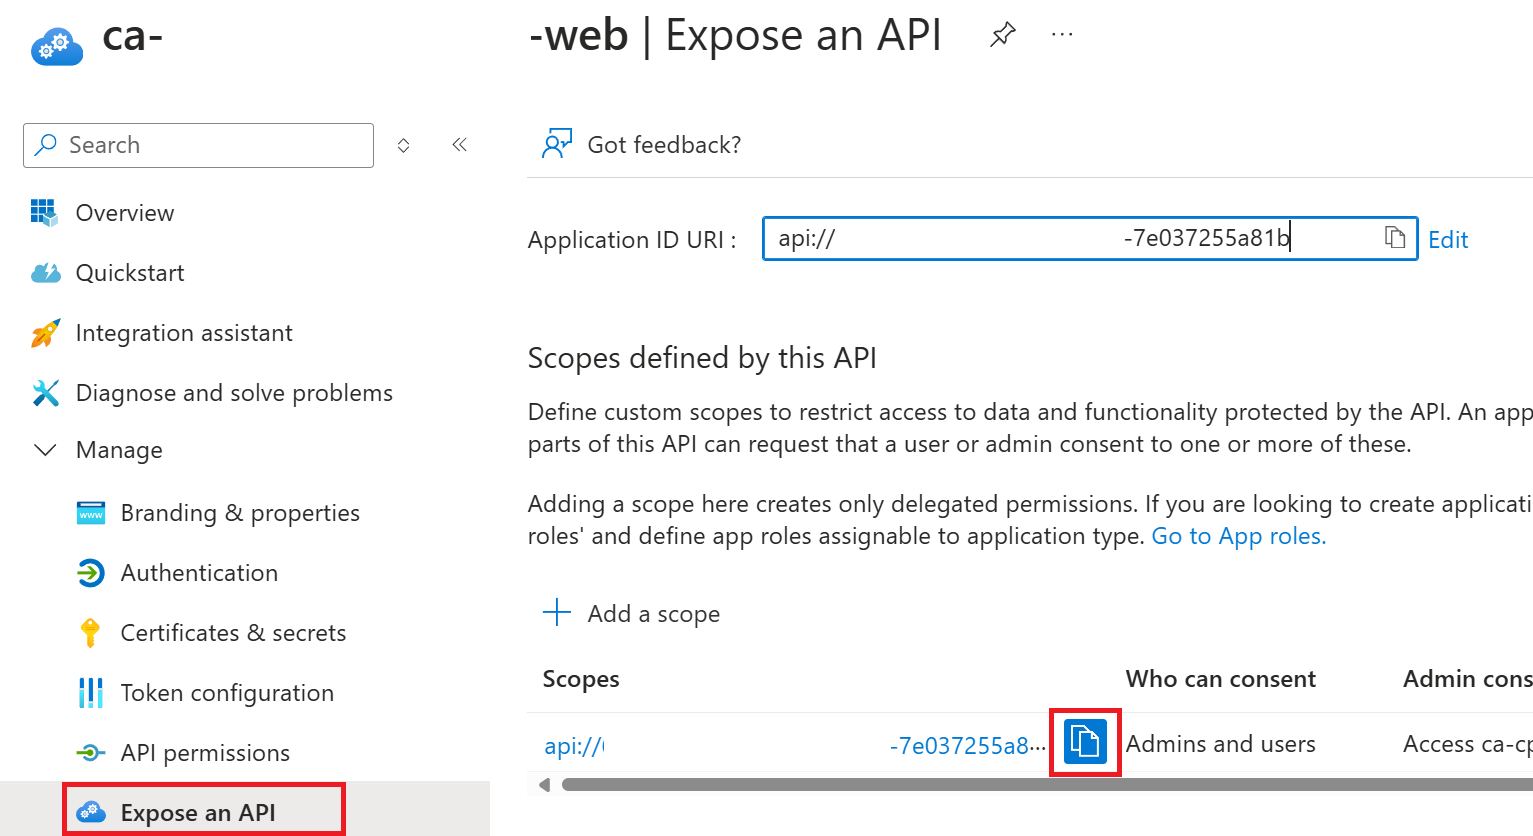 ca- -web | Expose an API ...
Search
Got feedback?
Overview
Application ID URI : api:// -7e037255a81b Edit
Quickstart
Integration assistant
Diagnose and solve problems
Manage
Branding & properties
www
Authentication
Certificates & secrets
Token configuration
API permissions
Expose an API
Scopes defined by this API
Define custom scopes to restrict access to data and functionality protected by the API. An app
parts of this API can request that a user or admin consent to one or more of these.
Adding a scope here creates only delegated permissions. If you are looking to create applicati
roles' and define app roles assignable to application type. Go to App roles.
Add a scope
Scopes Who can consent Admin cons
api:// -7e037255a8... Admins and users Access ca-cp